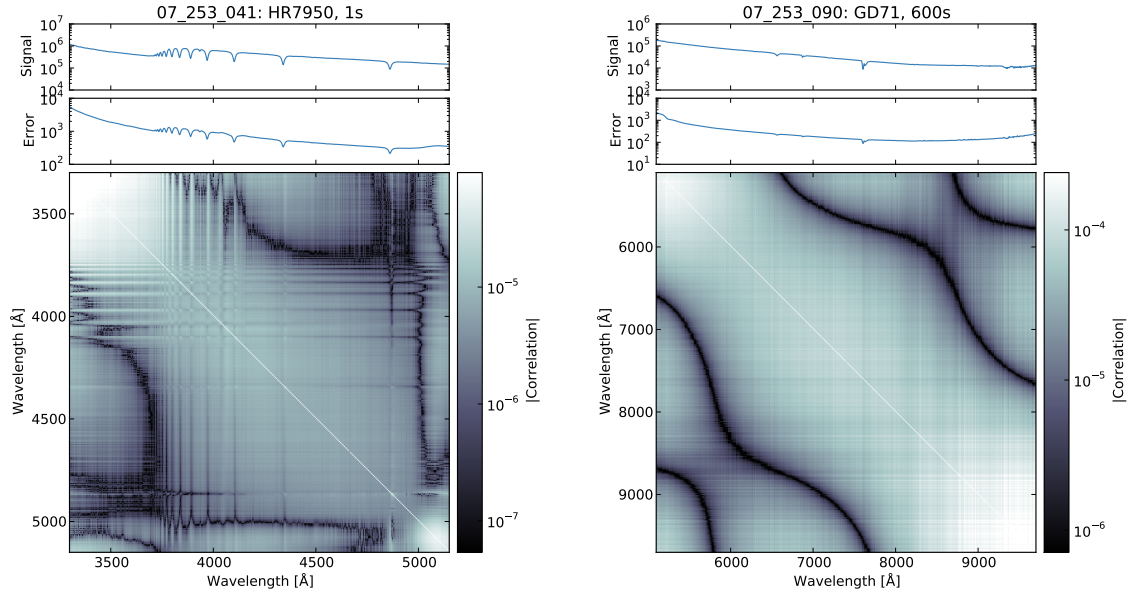 07_253_041: HR7950, 1s
10^7
10^6
10^5
10^4
Signal
10^4
10^3
10^2
Error
3500
4000
4500
5000
Wavelength [Å]
3500 4000 4500 5000
Wavelength [Å]
10^-5
10^-6
10^-7
|Correlation|
07_253_090: GD71, 600s
10^6
10^5
10^4
10^3
Signal
10^4
10^3
10^2
10^1
Error
6000
7000
8000
9000
Wavelength [Å]
6000 7000 8000 9000
Wavelength [Å]
10^-4
10^-5
10^-6
|Correlation|